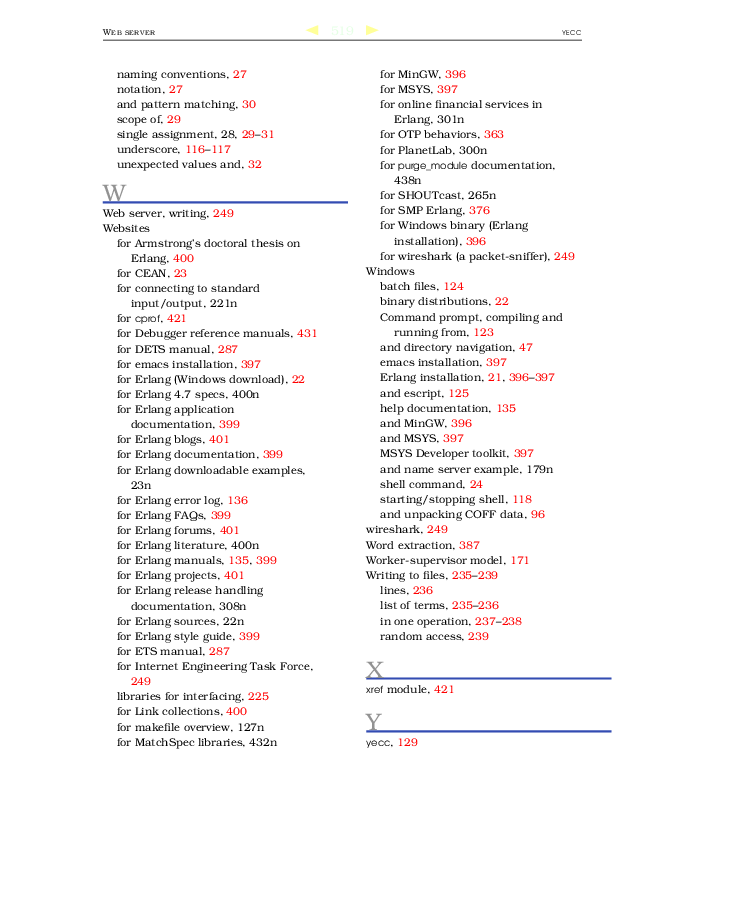 WEB SERVER
YECC
naming conventions, 27
notation, 27
and pattern matching, 30
scope of, 29
single assignment, 28, 29–31
underscore, 116–117
unexpected values and, 32
W
Web server, writing, 249
Websites
for Armstrong's doctoral thesis on
Erlang, 400
for CEAN, 23
for connecting to standard
input/output, 221n
for cprof, 421
for Debugger reference manuals, 431
for DETS manual, 287
for emacs installation, 397
for Erlang (Windows download), 22
for Erlang 4.7 specs, 400n
for Erlang application
documentation, 399
for Erlang blogs, 401
for Erlang documentation, 399
for Erlang downloadable examples,
23n
for Erlang error log, 136
for Erlang FAQs, 399
for Erlang forums, 401
for Erlang literature, 400n
for Erlang manuals, 135, 399
for Erlang projects, 401
for Erlang release handling
documentation, 308n
for Erlang sources, 22n
for Erlang style guide, 399
for ETS manual, 287
for Internet Engineering Task Force,
249
libraries for interfacing, 225
for Link collections, 400
for makefile overview, 127n
for MatchSpec libraries, 432n
for MinGW, 396
for MSYS, 397
for online financial services in
Erlang, 301n
for OTP behaviors, 363
for PlanetLab, 300n
for purge_module documentation,
438n
for SHOUTcast, 265n
for SMP Erlang, 376
for Windows binary (Erlang
installation), 396
for wireshark (a packet-sniffer), 249
Windows
batch files, 124
binary distributions, 22
Command prompt, compiling and
running from, 123
and directory navigation, 47
emacs installation, 397
Erlang installation, 21, 396–397
and escript, 125
help documentation, 135
and MinGW, 396
and MSYS, 397
MSYS Developer toolkit, 397
and name server example, 179n
shell command, 24
starting/stopping shell, 118
and unpacking COFF data, 96
wireshark, 249
Word extraction, 387
Worker-supervisor model, 171
Writing to files, 235–239
lines, 236
list of terms, 235–236
in one operation, 237–238
random access, 239
X
xref module, 421
Y
yecc, 129